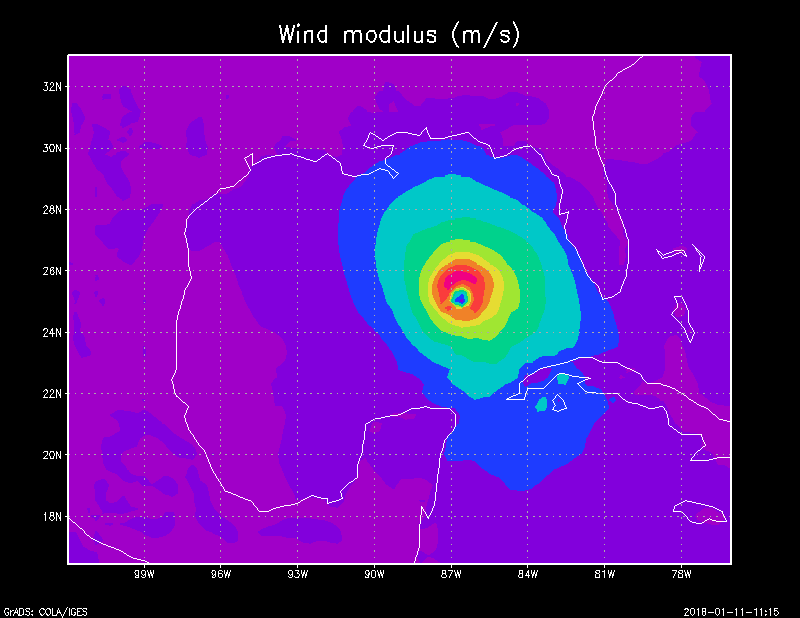 Wind modulus (m/s)
32N
30N
28N
26N
24N
22N
20N
18N
99W 96W 93W 90W 87W 84W 81W 78W
GrADS: COLA/IGES 2018-01-11-11:15